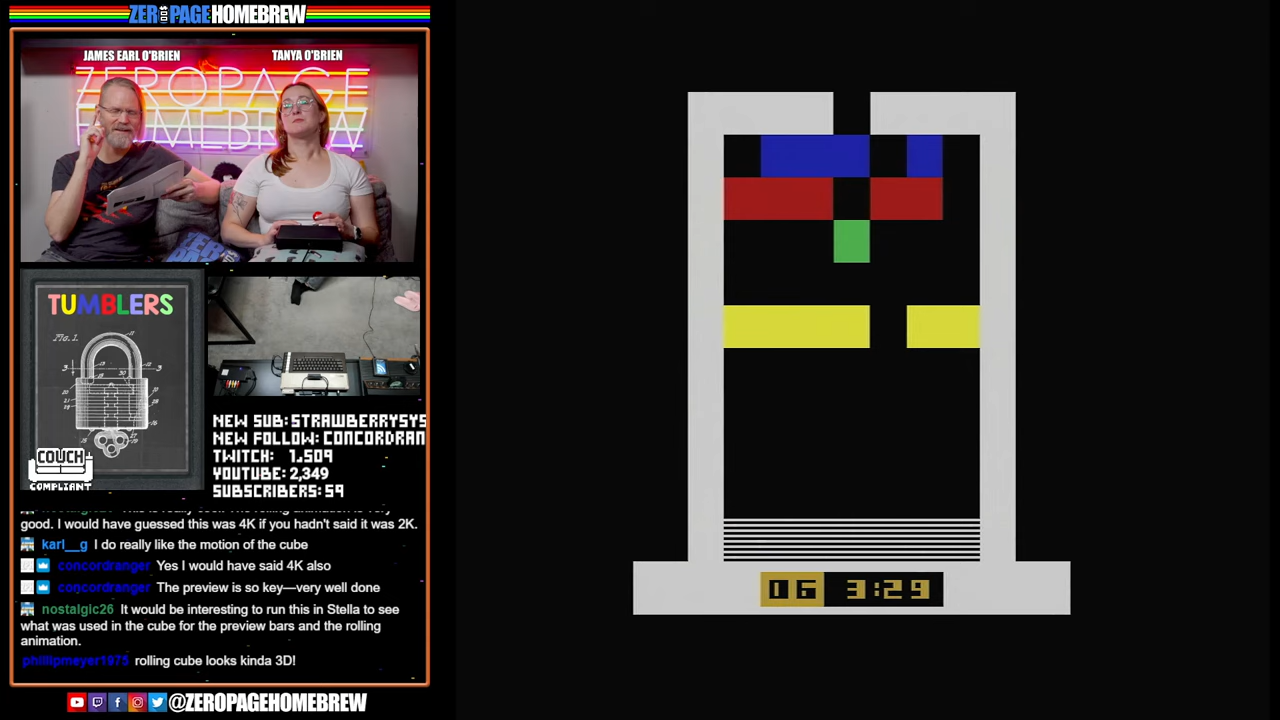 ZEROPAGE HOMEBREW
JAMES EARL O'BRIEN
TANYA O'BRIEN
ZEROPAGE
HOMEBREW
TUMBLERS
Fig. 1.
COUCH
COMPLIANT
NEW SUB: STRAWBERRYSYS
NEW FOLLOW: CONCORDRAN
TWITCH: 1,509
YOUTUBE: 2,349
SUBSCRIBERS: 59
good. I would have guessed this was 4K if you hadn't said it was 2K.
karl__g I do really like the motion of the cube
concordranger Yes I would have said 4K also
concordranger The preview is so key—very well done
nostalgic26 It would be interesting to run this in Stella to see
what was used in the cube for the preview bars and the rolling
animation.
phillipmeyer1975 rolling cube looks kinda 3D!
@ZEROPAGEHOMEBREW
06 3:29